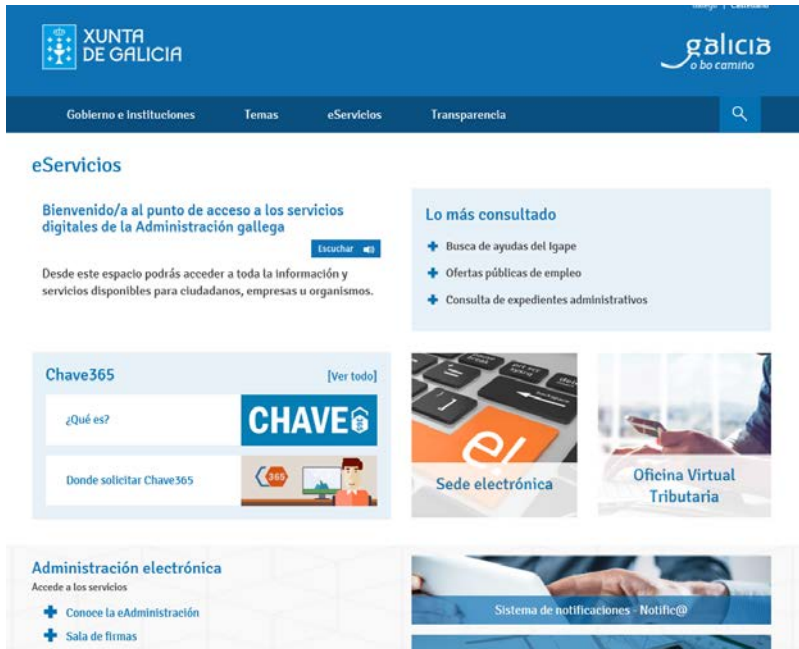 Galego | Castellano
XUNTA
DE GALICIA
galicia
o bo camiño
Gobierno e Instituciones
Temas
eServicios
Transparencia
eServicios
Bienvenido/a al punto de acceso a los servicios
digitales de la Administración gallega
Escuchar
Desde este espacio podrás acceder a toda la información y
servicios disponibles para ciudadanos, empresas u organismos.
Lo más consultado
Busca de ayudas del Igape
Ofertas públicas de empleo
Consulta de expedientes administrativos
Chave365
[Ver todo]
¿Qué es?
CHAVE
365
Donde solicitar Chave365
365
backspace
e!
Sede electrónica
Oficina Virtual
Tributaria
Administración electrónica
Accede a los servicios
Conoce la eAdministración
Sala de firmas
Sistema de notificaciones - Notific@